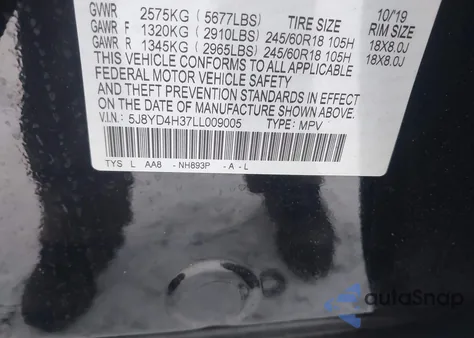 GVWR 2575KG (5677LBS) TIRE SIZE 10/'19 RIM SIZE
GAWR F 1320KG (2910LBS) 245/60R18 105H 18X8.0J
GAWR R 1345KG (2965LBS) 245/60R18 105H 18X8.0J
THIS VEHICLE CONFORMS TO ALL APPLICABLE
FEDERAL MOTOR VEHICLE SAFETY
AND THEFT PREVENTION STANDARDS IN EFFECT
ON THE DATE OF MANUFACTURE SHOWN ABOVE.
V.I.N.: 5J8YD4H37LL009005 TYPE: MPV
TYS L AA8 -NH893P -A-L
autoSnap